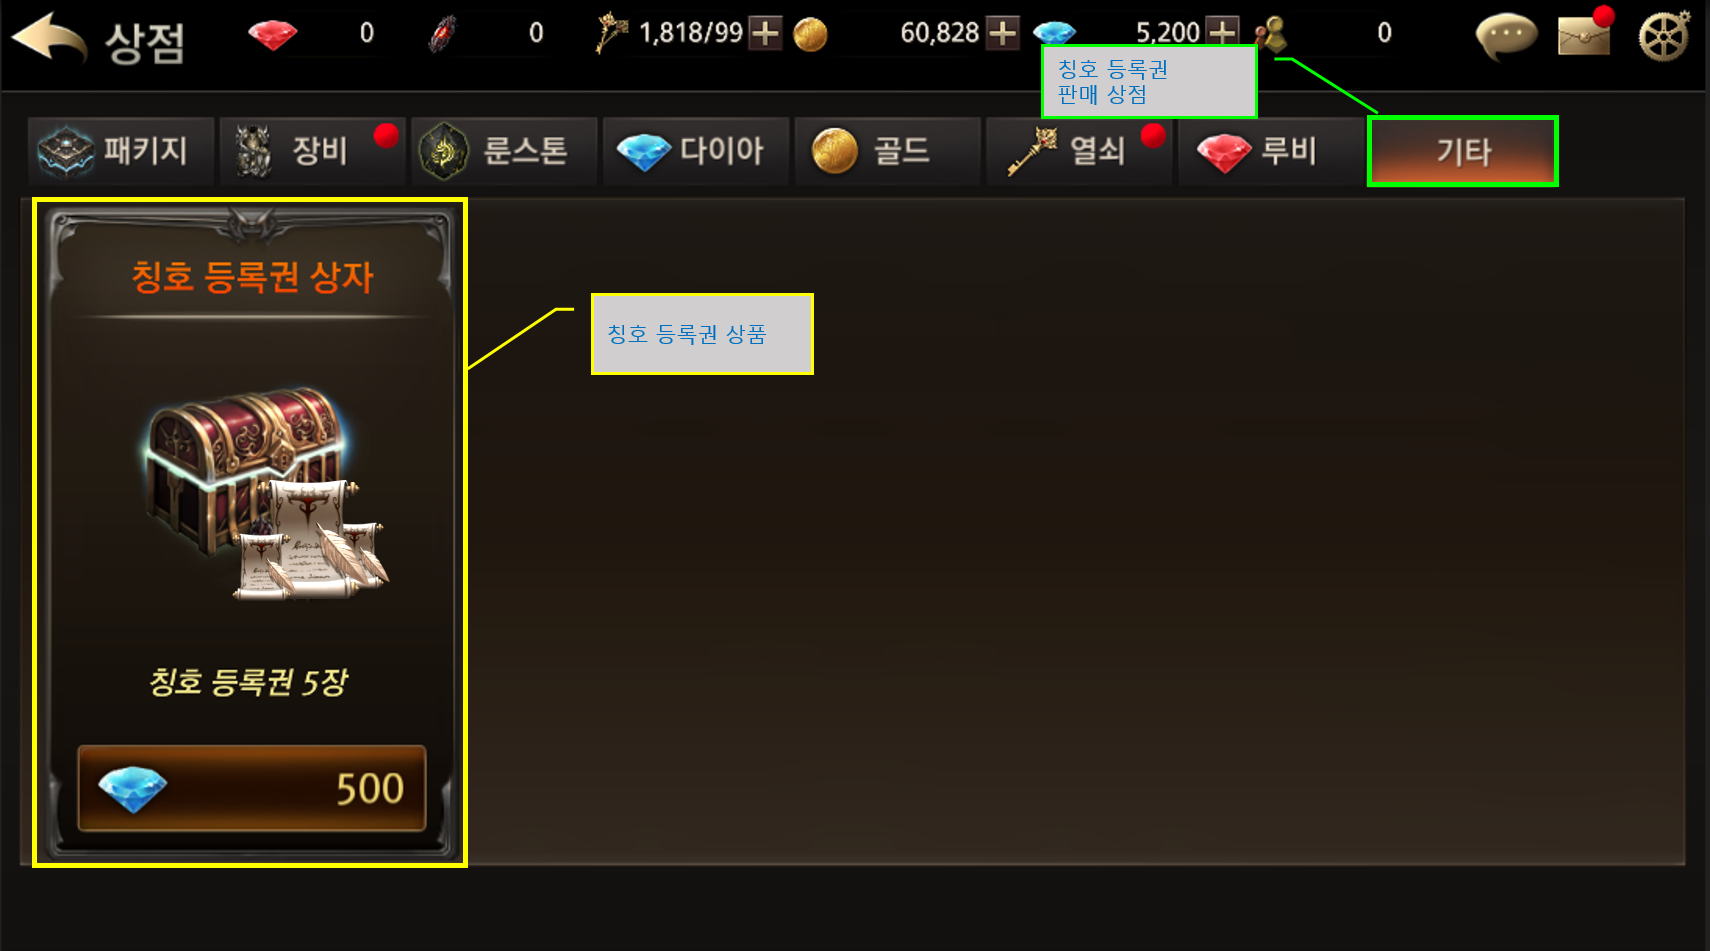 상점
0
0
1,818/99
60,828
5,200
0
칭호 등록권
판매 상점
패키지
장비
룬스톤
다이아
골드
열쇠
루비
기타
칭호 등록권 상자
칭호 등록권 상품
칭호 등록권 5장
500